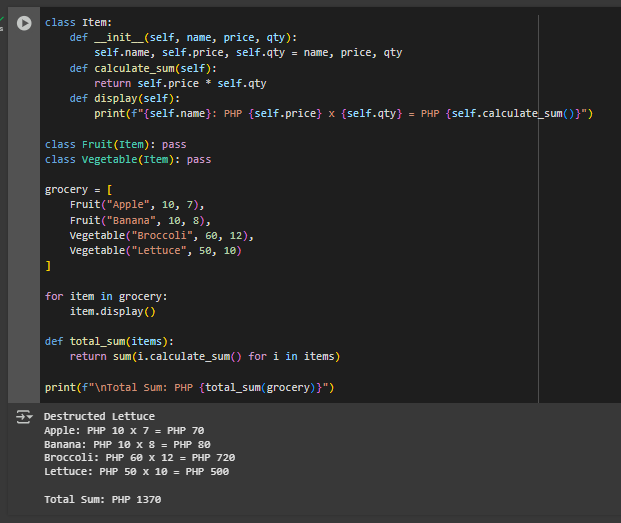 class Item:
    def __init__(self, name, price, qty):
        self.name, self.price, self.qty = name, price, qty
    def calculate_sum(self):
        return self.price * self.qty
    def display(self):
        print(f"{self.name}: PHP {self.price} x {self.qty} = PHP {self.calculate_sum()}")

class Fruit(Item): pass
class Vegetable(Item): pass

grocery = [
    Fruit("Apple", 10, 7),
    Fruit("Banana", 10, 8),
    Vegetable("Broccoli", 60, 12),
    Vegetable("Lettuce", 50, 10)
]

for item in grocery:
    item.display()

def total_sum(items):
    return sum(i.calculate_sum() for i in items)

print(f"\nTotal Sum: PHP {total_sum(grocery)}")
Destructed Lettuce
Apple: PHP 10 x 7 = PHP 70
Banana: PHP 10 x 8 = PHP 80
Broccoli: PHP 60 x 12 = PHP 720
Lettuce: PHP 50 x 10 = PHP 500

Total Sum: PHP 1370